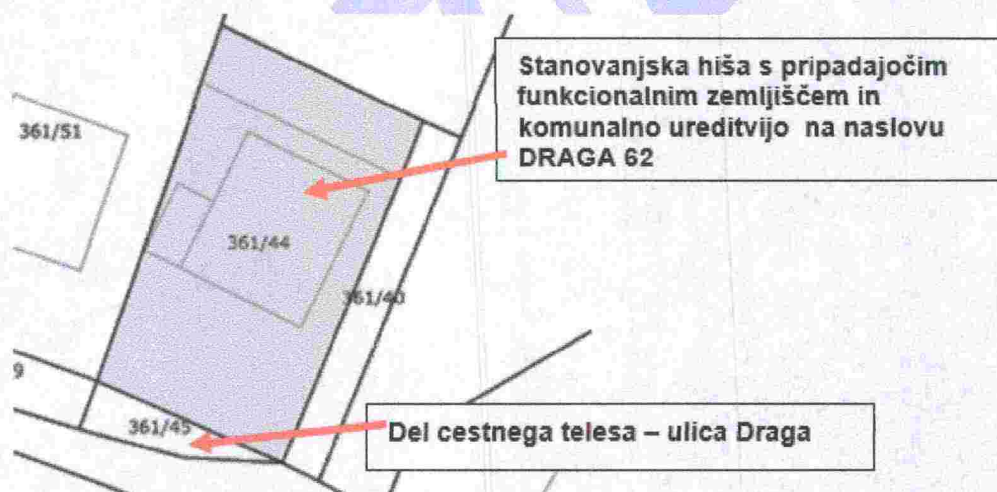 Stanovanjska hiša s pripadajočim
funkcionalnim zemljiščem in
komunalno ureditvijo na naslovu
DRAGA 62
361/51
361/44
361/40
9
361/45
Del cestnega telesa – ulica Draga